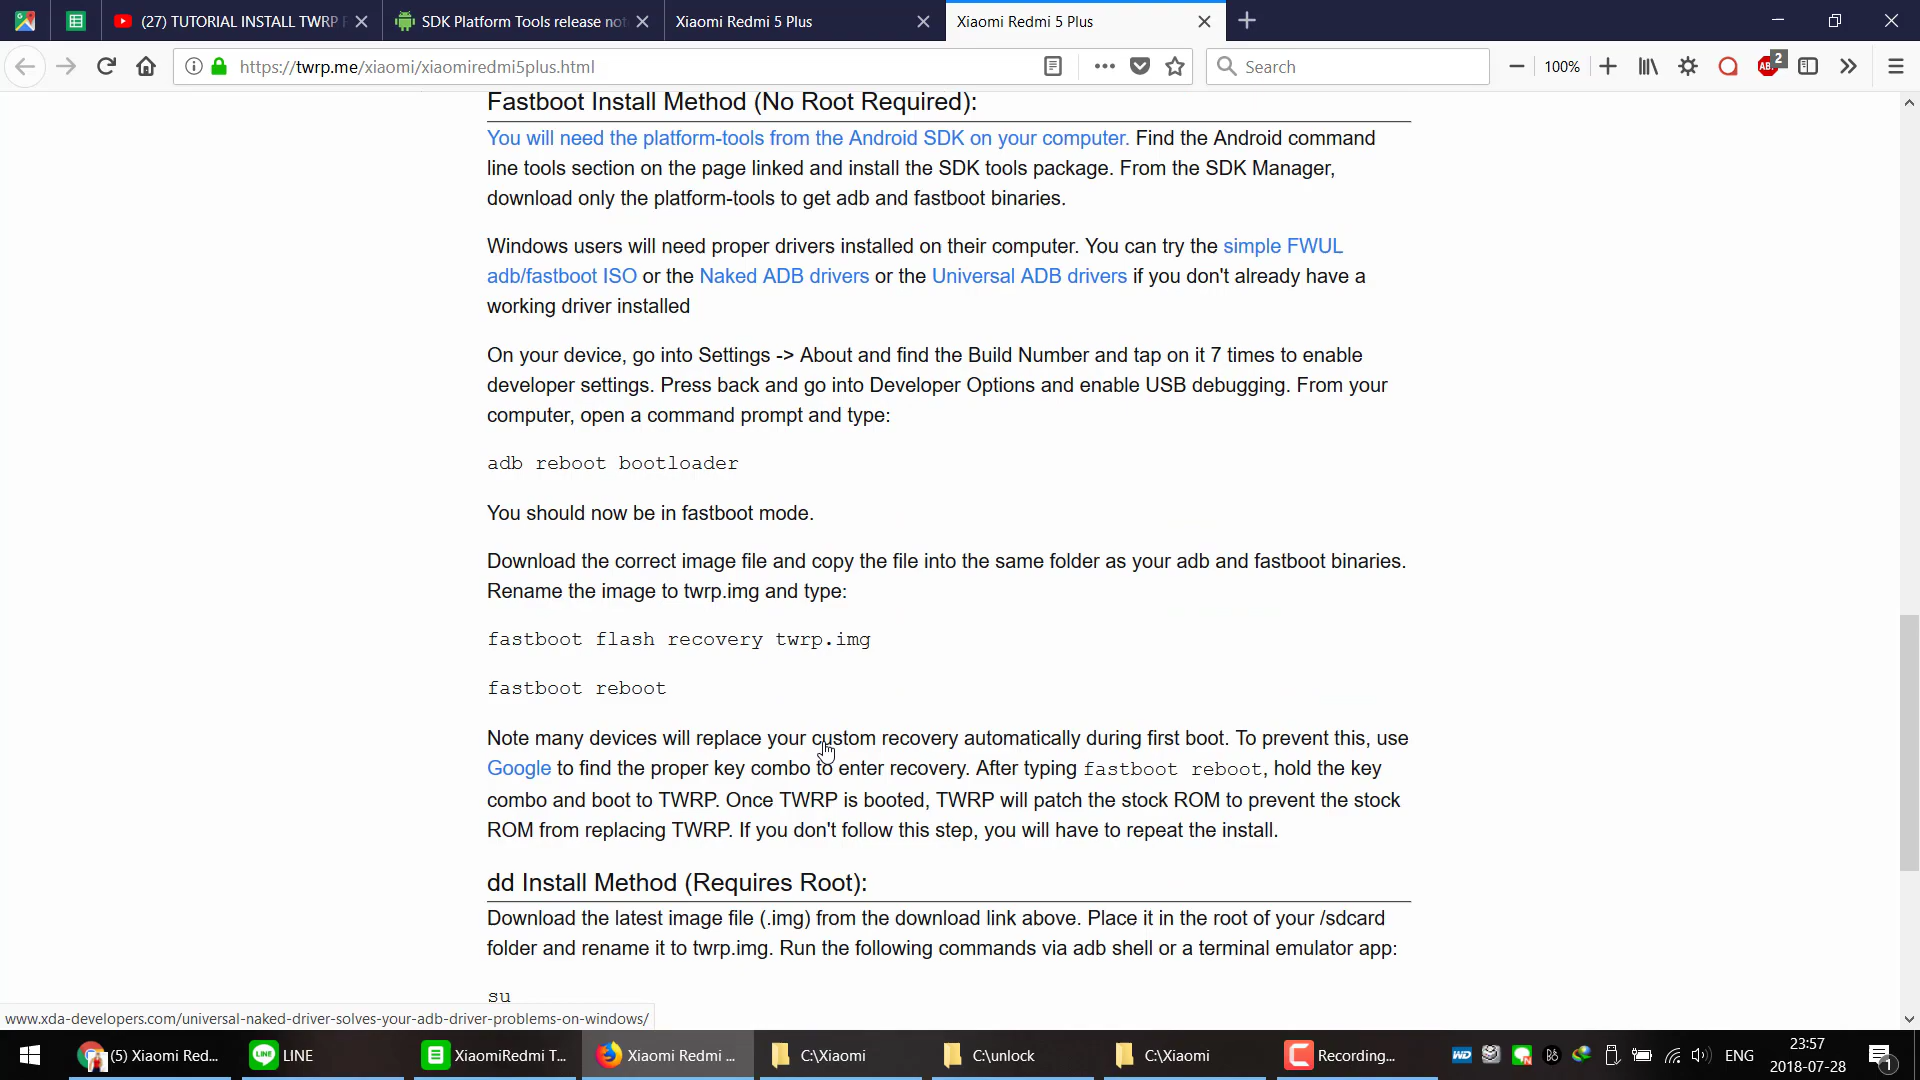 (27) TUTORIAL INSTALL TWRP
SDK Platform Tools release no
Xiaomi Redmi 5 Plus
Xiaomi Redmi 5 Plus
https://twrp.me/xiaomi/xiaomiredmi5plus.html
Search
100%
ABP
2
Fastboot Install Method (No Root Required):
You will need the platform-tools from the Android SDK on your computer. Find the Android command
line tools section on the page linked and install the SDK tools package. From the SDK Manager,
download only the platform-tools to get adb and fastboot binaries.
Windows users will need proper drivers installed on their computer. You can try the simple FWUL
adb/fastboot ISO or the Naked ADB drivers or the Universal ADB drivers if you don't already have a
working driver installed
On your device, go into Settings -> About and find the Build Number and tap on it 7 times to enable
developer settings. Press back and go into Developer Options and enable USB debugging. From your
computer, open a command prompt and type:
adb reboot bootloader
You should now be in fastboot mode.
Download the correct image file and copy the file into the same folder as your adb and fastboot binaries.
Rename the image to twrp.img and type:
fastboot flash recovery twrp.img
fastboot reboot
Note many devices will replace your custom recovery automatically during first boot. To prevent this, use
Google to find the proper key combo to enter recovery. After typing fastboot reboot, hold the key
combo and boot to TWRP. Once TWRP is booted, TWRP will patch the stock ROM to prevent the stock
ROM from replacing TWRP. If you don't follow this step, you will have to repeat the install.
dd Install Method (Requires Root):
Download the latest image file (.img) from the download link above. Place it in the root of your /sdcard
folder and rename it to twrp.img. Run the following commands via adb shell or a terminal emulator app:
su
www.xda-developers.com/universal-naked-driver-solves-your-adb-driver-problems-on-windows/
(5) Xiaomi Red...
LINE
XiaomiRedmi T...
Xiaomi Redmi ...
C:\Xiaomi
C:\unlock
C:\Xiaomi
Recording...
WD
ENG
23:57
2018-07-28
1